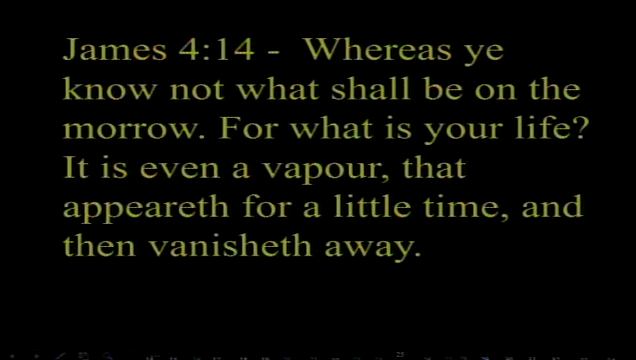 James 4:14 -  Whereas ye
know not what shall be on the
morrow. For what is your life?
It is even a vapour, that
appeareth for a little time, and
then vanisheth away.